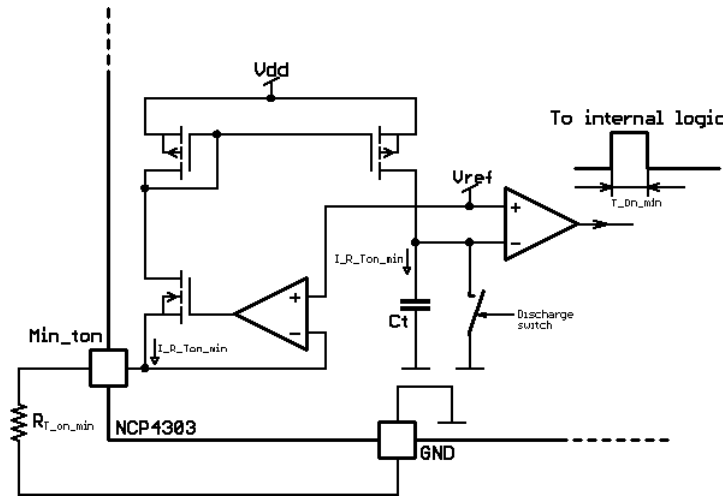 Vdd
To internal logic
Vref
T_On_min
I_R_Ton_min
Ct
Discharge
switch
Min_ton
I_R_Ton_min
RT_on_min
NCP4303
GND